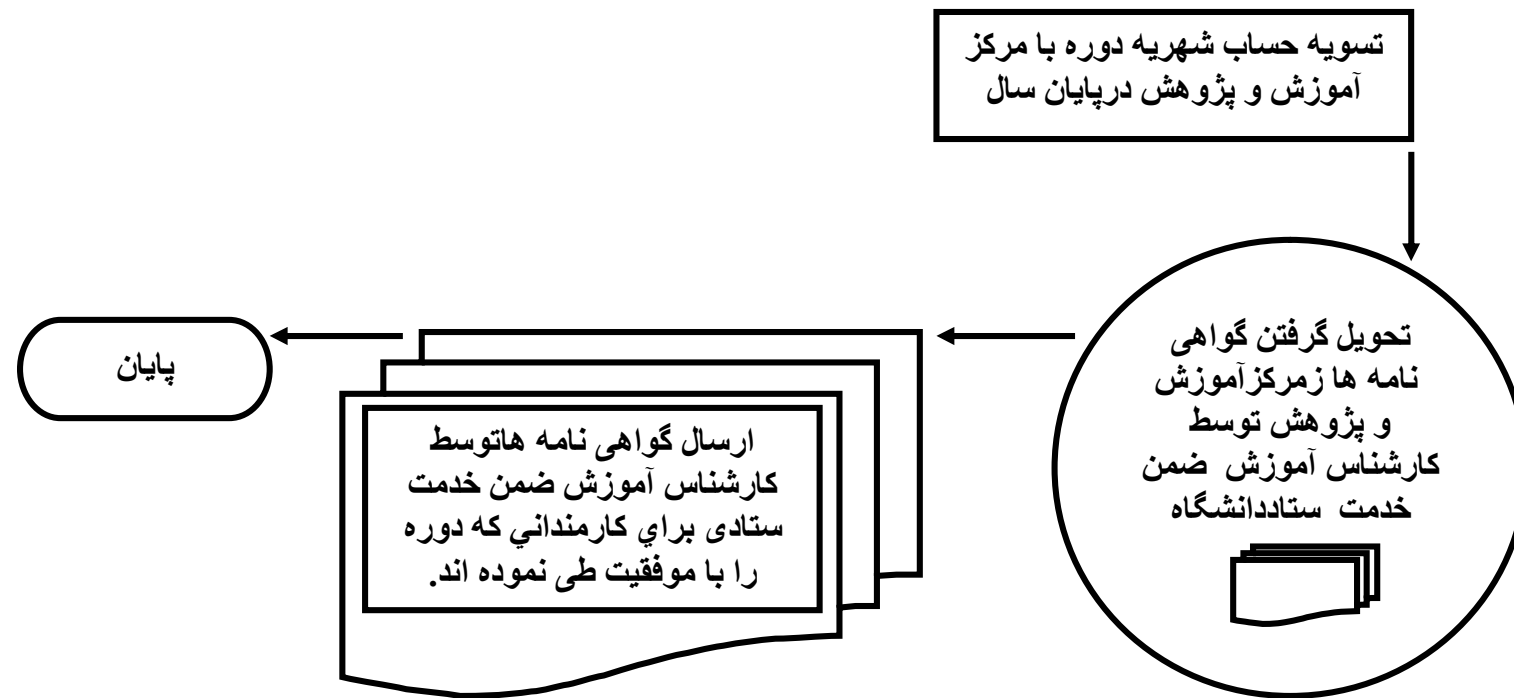 تسویه حساب شهریه دوره با مرکز
آموزش و پژوهش درپایان سال
تحویل گرفتن گواهی
نامه ها زمرکزآموزش
و پژوهش توسط
کارشناس آموزش ضمن
خدمت ستاددانشگاه
ارسال گواهی نامه هاتوسط
کارشناس آموزش ضمن خدمت
ستادی براي کارمنداني که دوره
را با موفقیت طی نموده اند.
پایان